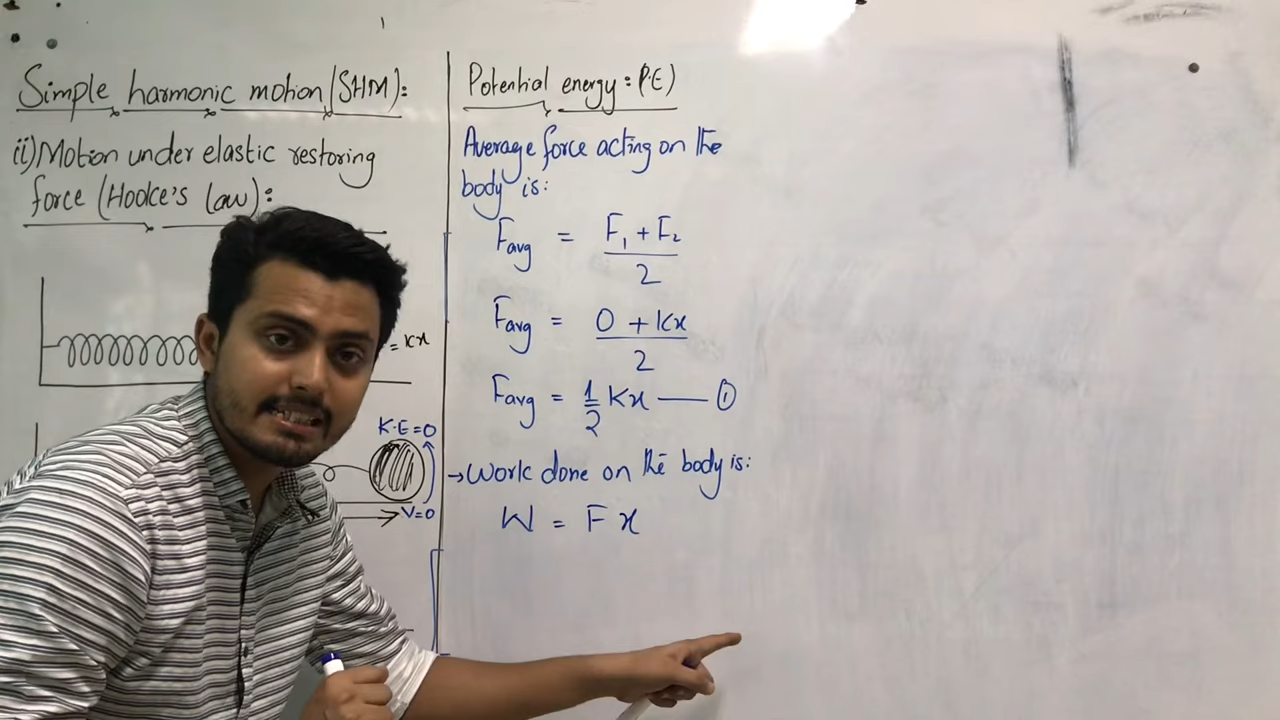 Simple harmonic motion (SHM):
ii) Motion under elastic restoring
force (Hooke's law):
= Kx
K.E=0
V=0
Potential energy: P.E)
Average force acting on the
body is:
Favg = F₁ + F₂
2
Favg = 0 + Kx
2
Favg = 1/2 Kx — ①
→ Work done on the body is:
W = Fx